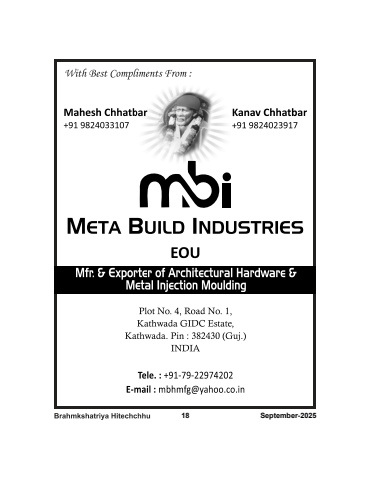 With Best Compliments From :
Mahesh Chhatbar
+91 9824033107
Kanav Chhatbar
+91 9824023917
mbi
META BUILD INDUSTRIES
EOU
Mfr. & Exporter of Architectural Hardware &
Metal Injection Moulding
Plot No. 4, Road No. 1,
Kathwada GIDC Estate,
Kathwada. Pin : 382430 (Guj.)
INDIA
Tele. : +91-79-22974202
E-mail : mbhmfg@yahoo.co.in
Brahmkshatriya Hitechchhu 18 September-2025